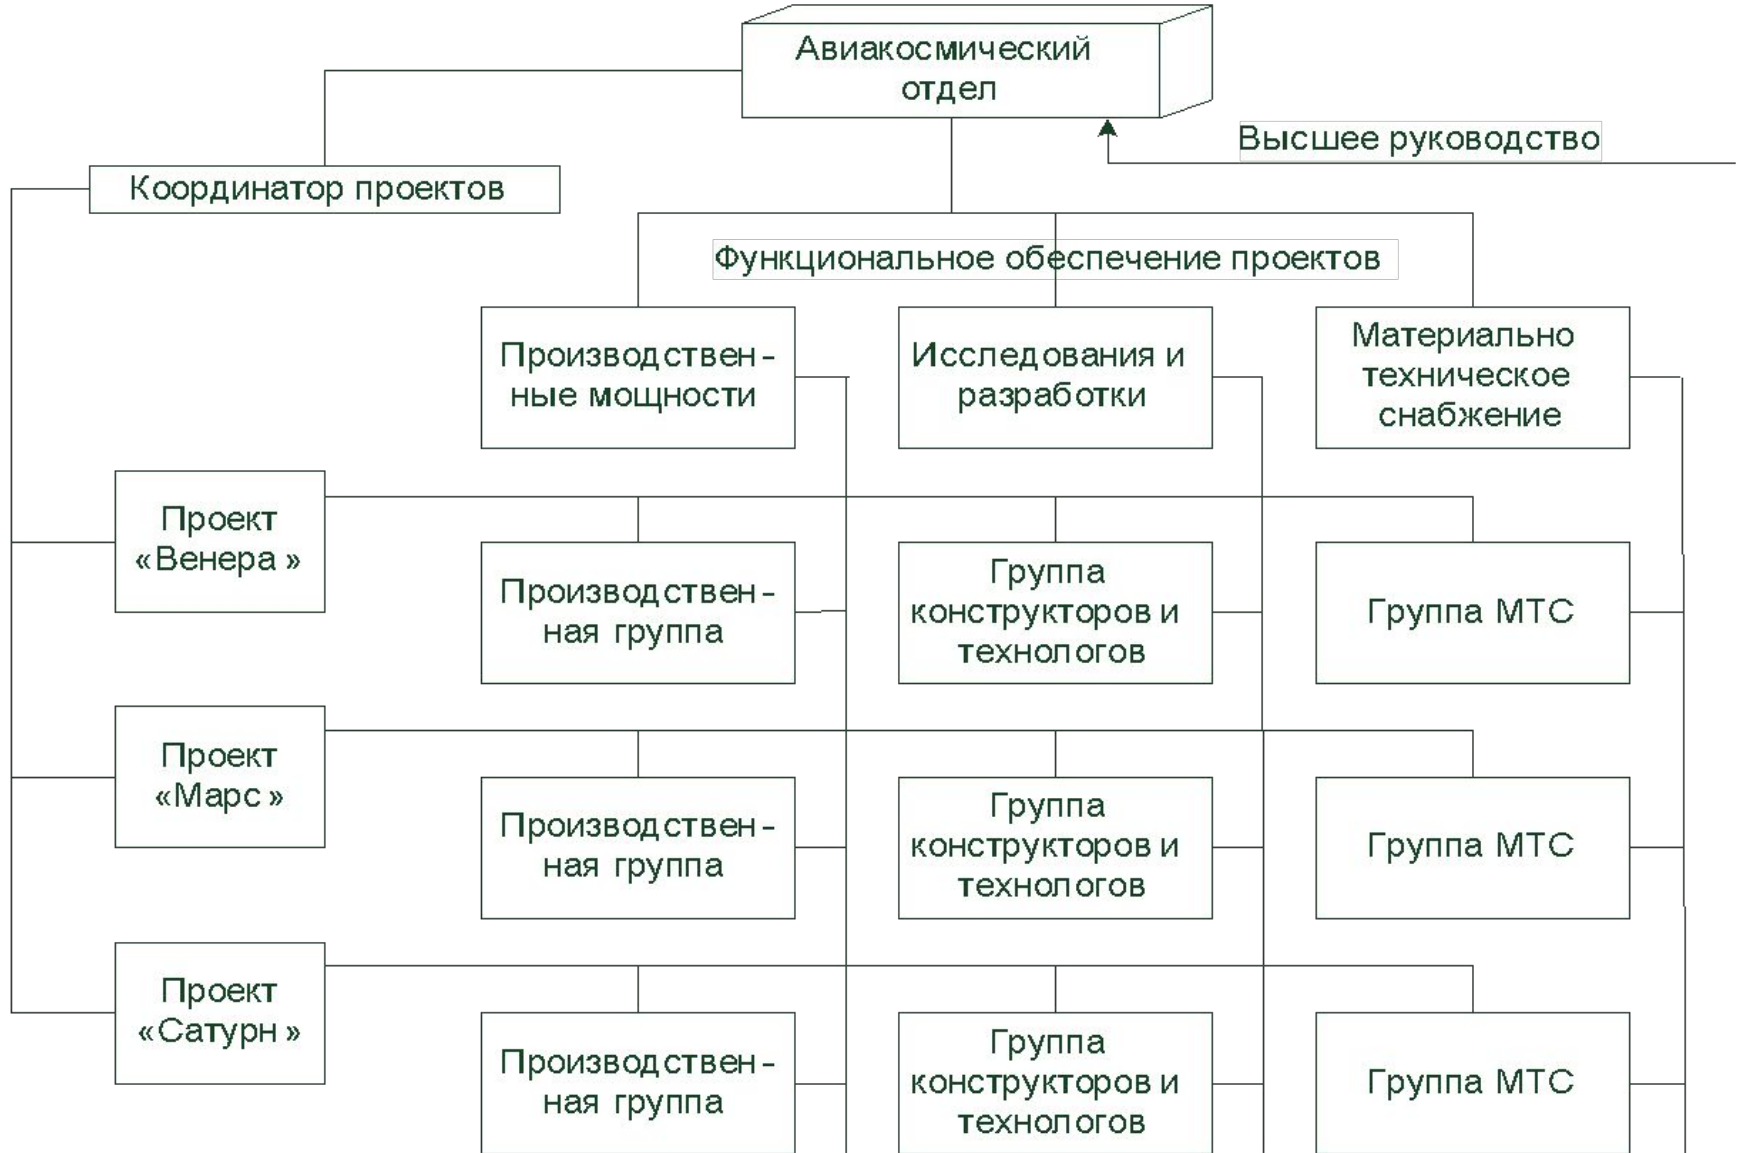 Авиакосмический
отдел
Высшее руководство
Координатор проектов
Функциональное обеспечение проектов
Производствен-
ные мощности
Исследования и
разработки
Материально
техническое
снабжение
Проект
«Венера»
Производствен-
ная группа
Группа
конструкторов и
технологов
Группа МТС
Проект
«Марс»
Производствен-
ная группа
Группа
конструкторов и
технологов
Группа МТС
Проект
«Сатурн»
Производствен-
ная группа
Группа
конструкторов и
технологов
Группа МТС